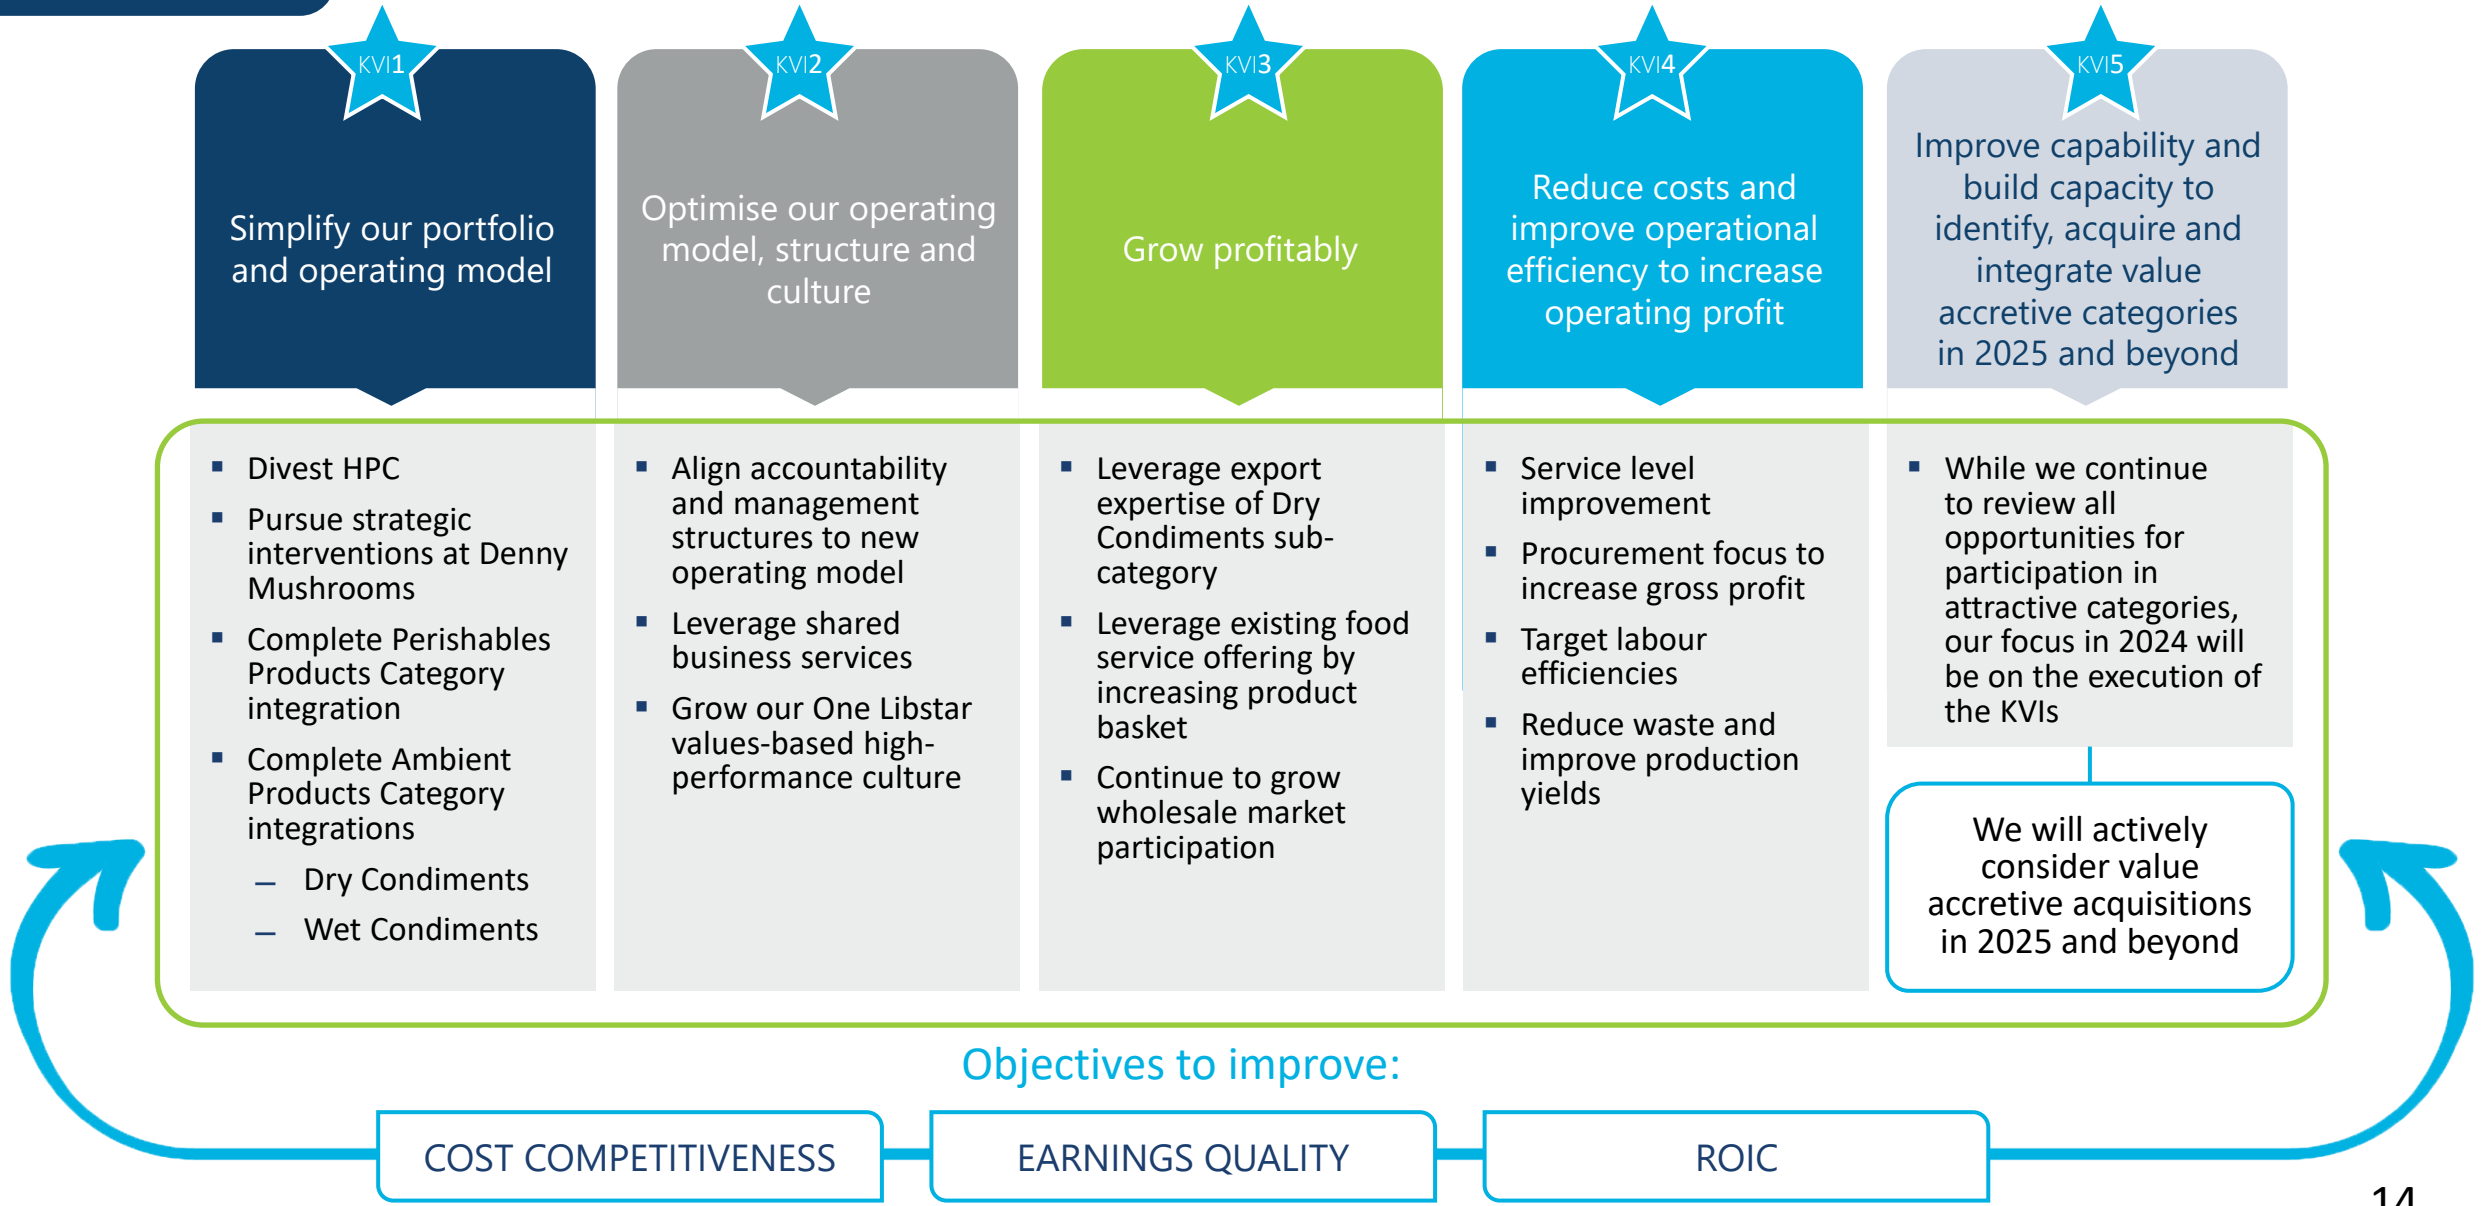 KVI1
Simplify our portfolio
and operating model
KVI2
Optimise our operating
model, structure and
culture
KVI3
Grow profitably
KVI4
Reduce costs and
improve operational
efficiency to increase
operating profit
KVI5
Improve capability and
build capacity to
identify, acquire and
integrate value
accretive categories
in 2025 and beyond
▪ Divest HPC
▪ Pursue strategic
interventions at Denny
Mushrooms
▪ Complete Perishables
Products Category
integration
▪ Complete Ambient
Products Category
integrations
– Dry Condiments
– Wet Condiments
▪ Align accountability
and management
structures to new
operating model
▪ Leverage shared
business services
▪ Grow our One Libstar
values-based high-
performance culture
▪ Leverage export
expertise of Dry
Condiments sub-
category
▪ Leverage existing food
service offering by
increasing product
basket
▪ Continue to grow
wholesale market
participation
▪ Service level
improvement
▪ Procurement focus to
increase gross profit
▪ Target labour
efficiencies
▪ Reduce waste and
improve production
yields
▪ While we continue
to review all
opportunities for
participation in
attractive categories,
our focus in 2024 will
be on the execution of
the KVIs
We will actively
consider value
accretive acquisitions
in 2025 and beyond
Objectives to improve:
COST COMPETITIVENESS
EARNINGS QUALITY
ROIC
14